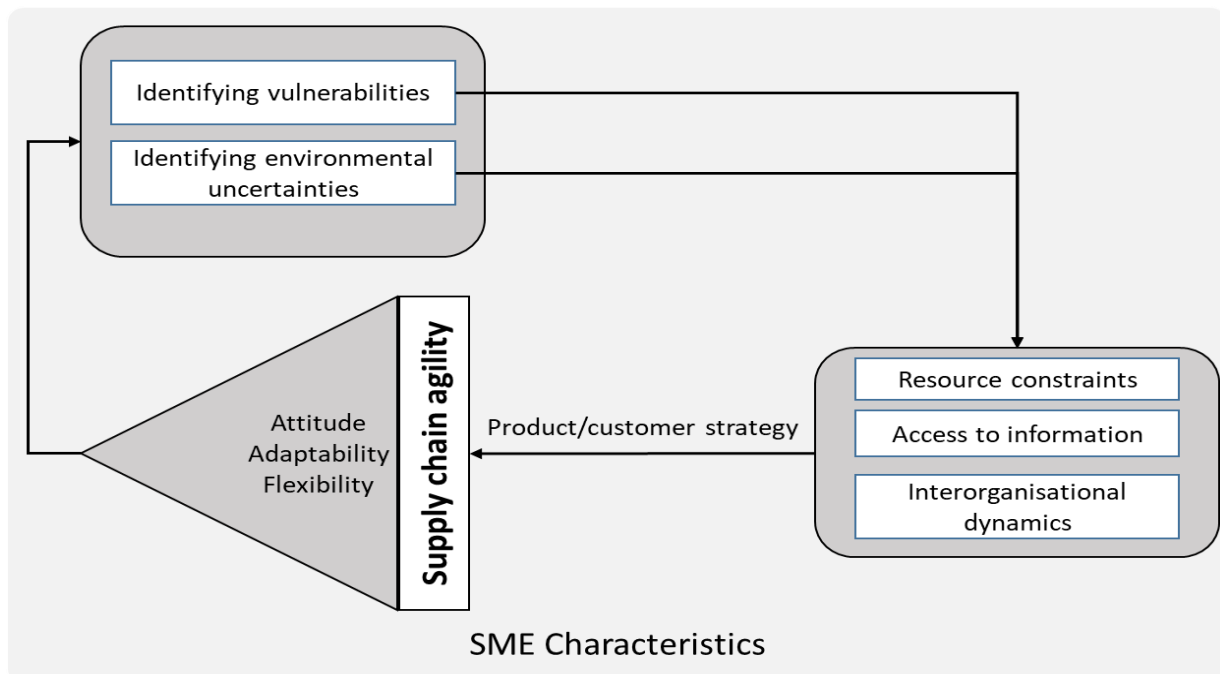 Identifying vulnerabilities
Identifying environmental
uncertainties
Resource constraints
Access to information
Interorganisational
dynamics
Product/customer strategy
Supply chain agility
Attitude
Adaptability
Flexibility
SME Characteristics